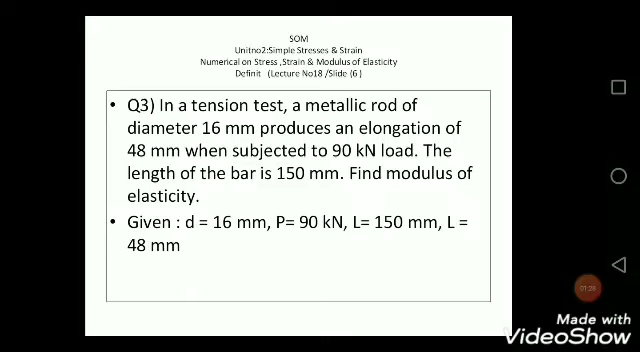 SOM
Unitno2:Simple Stresses & Strain
Numerical on Stress ,Strain & Modulus of Elasticity
Definit (Lecture No18 /Slide (6 )
• Q3) In a tension test, a metallic rod of
diameter 16 mm produces an elongation of
48 mm when subjected to 90 kN load. The
length of the bar is 150 mm. Find modulus of
elasticity.
• Given : d = 16 mm, P= 90 kN, L= 150 mm, L =
48 mm
01:29
Made with
VideoShow